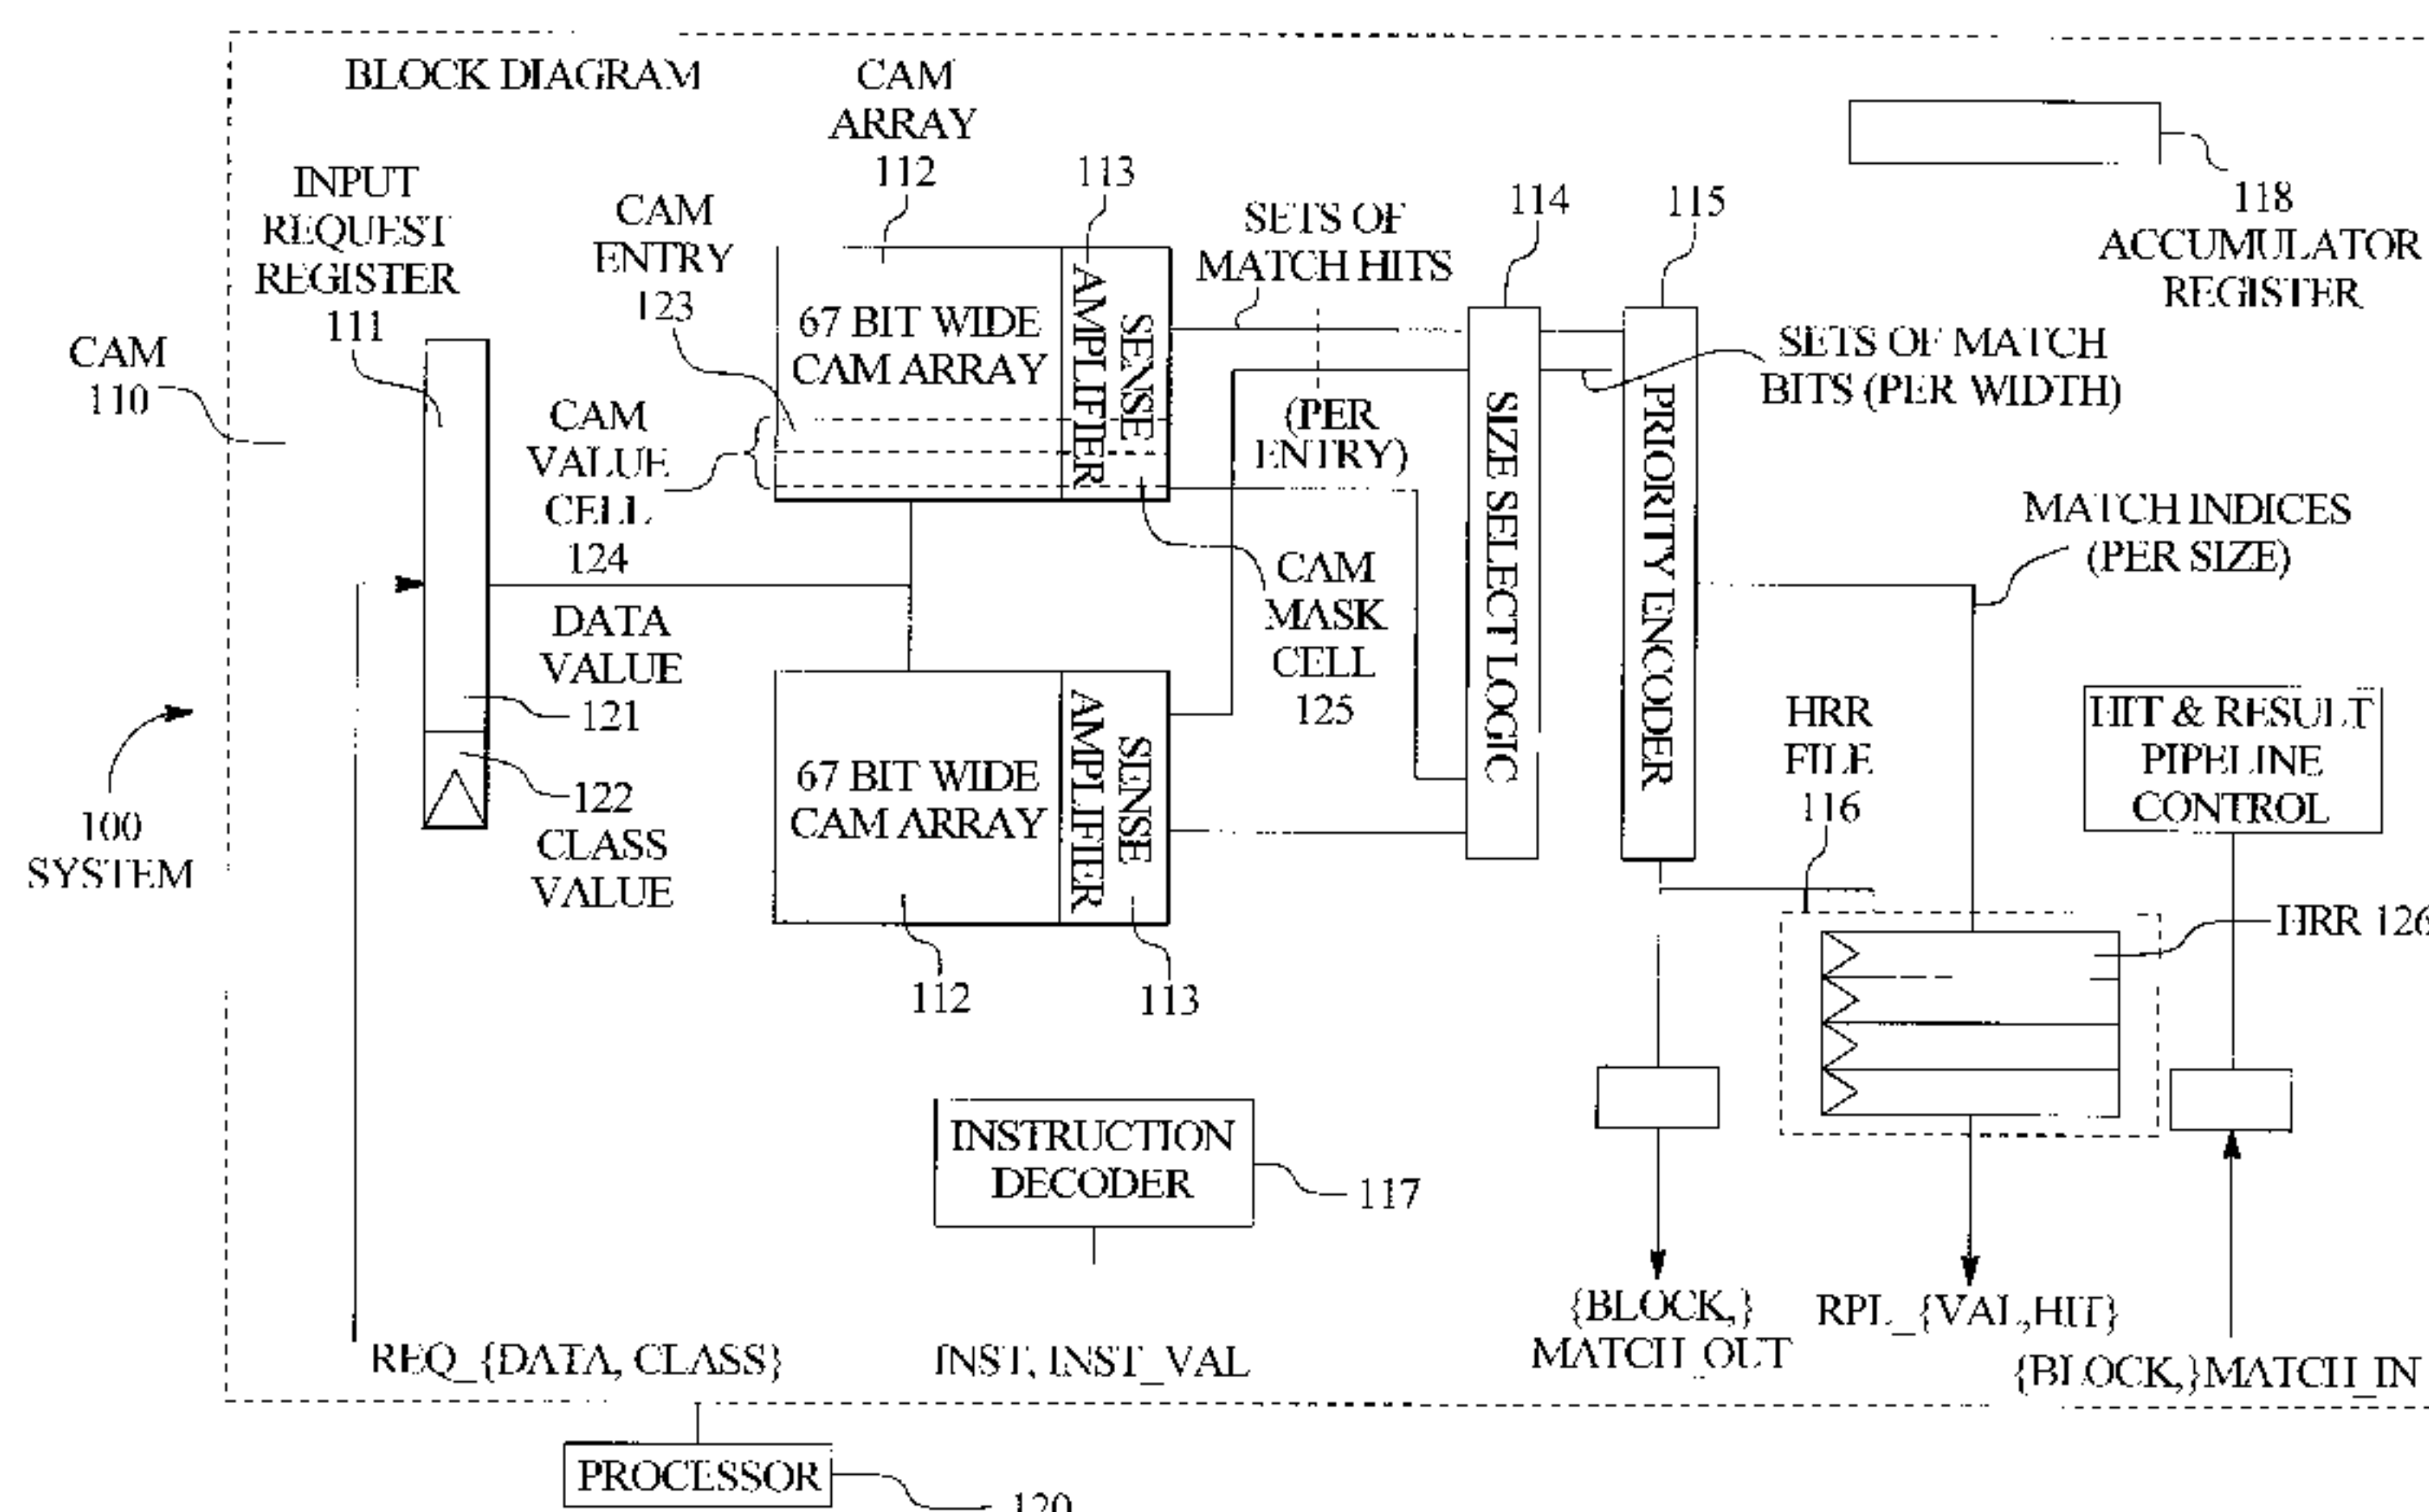 BLOCK DIAGRAM
CAM
ARRAY
112
113
INPUT
REQUEST
REGISTER
111
CAM
ENTRY
123
SETS OF
MATCH HITS
114
115
118
ACCUMULATOR
REGISTER
CAM
110
67 BIT WIDE
CAM ARRAY
SENSE
AMPLIFIER
CAM
VALUE
CELL
124
(PER
ENTRY)
SIZE SELECT LOGIC
PRIORITY ENCODER
SETS OF MATCH
BITS (PER WIDTH)
MATCH INDICES
(PER SIZE)
CAM
MASK
CELL
125
DATA
VALUE
121
122
CLASS
VALUE
100
SYSTEM
67 BIT WIDE
CAM ARRAY
SENSE
AMPLIFIER
112
113
HRR
FILE
116
HIT & RESULT
PIPELINE
CONTROL
HRR 126
INSTRUCTION
DECODER
117
REQ_{DATA, CLASS}
INST, INST_VAL
{BLOCK,}
MATCH_OUT
RPL_{VAL,HIT}
{BLOCK,}MATCH_IN
PROCESSOR
120